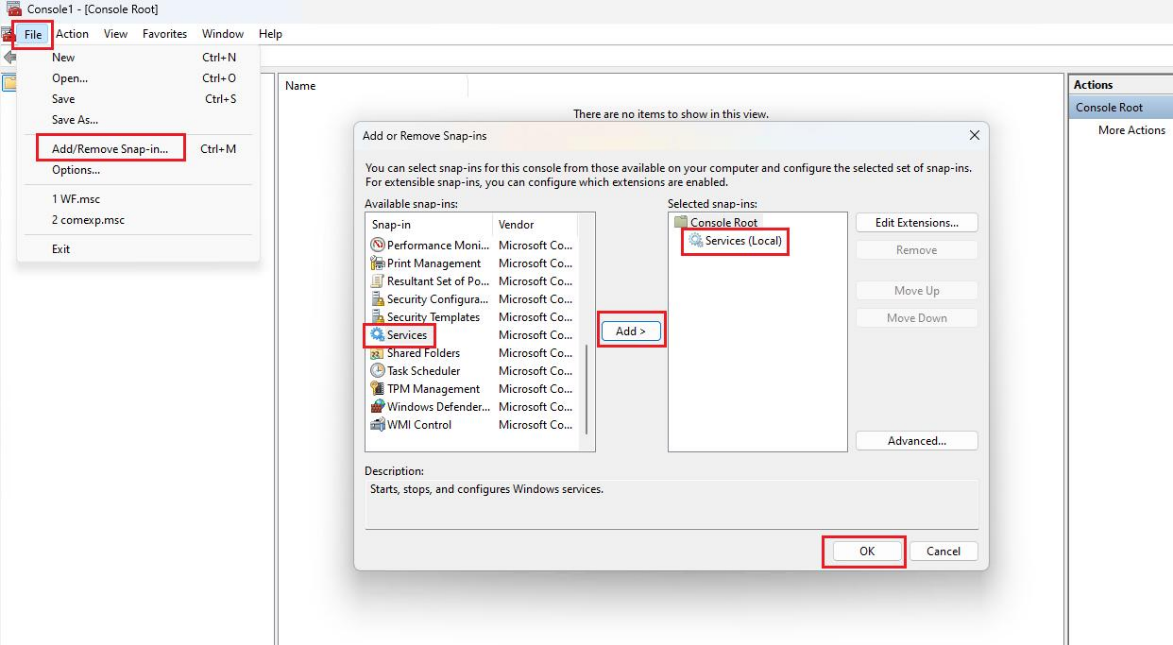 Console1 - [Console Root]
File Action View Favorites Window Help
New Ctrl+N
Open... Ctrl+O
Save Ctrl+S
Save As...
Add/Remove Snap-in... Ctrl+M
Options...
1 WF.msc
2 comexp.msc
Exit
Name
There are no items to show in this view.
Actions
Console Root
More Actions
Add or Remove Snap-ins
You can select snap-ins for this console from those available on your computer and configure the selected set of snap-ins.
For extensible snap-ins, you can configure which extensions are enabled.
Available snap-ins:
Snap-in Vendor
Performance Moni... Microsoft Co...
Print Management Microsoft Co...
Resultant Set of Po... Microsoft Co...
Security Configura... Microsoft Co...
Security Templates Microsoft Co...
Services Microsoft Co...
Shared Folders Microsoft Co...
Task Scheduler Microsoft Co...
TPM Management Microsoft Co...
Windows Defender... Microsoft Co...
WMI Control Microsoft Co...
Add >
Selected snap-ins:
Console Root
Services (Local)
Edit Extensions...
Remove
Move Up
Move Down
Advanced...
Description:
Starts, stops, and configures Windows services.
OK Cancel